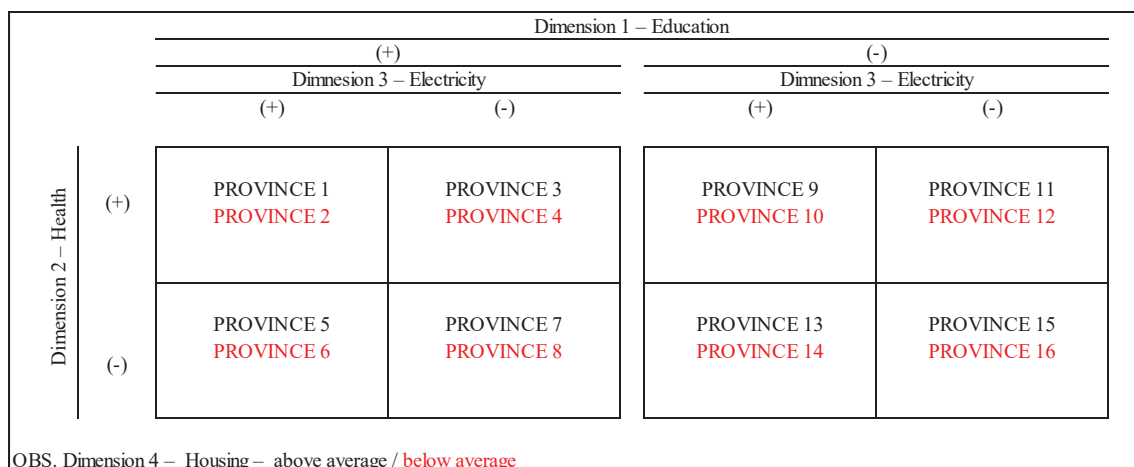 Dimension 1 – Education
(+) (-)
Dimnesion 3 – Electricity Dimnesion 3 – Electricity
(+) (-) (+) (-)
Dimension 2 – Health
(+)
PROVINCE 1 PROVINCE 3 PROVINCE 9 PROVINCE 11
PROVINCE 2 PROVINCE 4 PROVINCE 10 PROVINCE 12
(-)
PROVINCE 5 PROVINCE 7 PROVINCE 13 PROVINCE 15
PROVINCE 6 PROVINCE 8 PROVINCE 14 PROVINCE 16
OBS. Dimension 4 – Housing – above average / below average